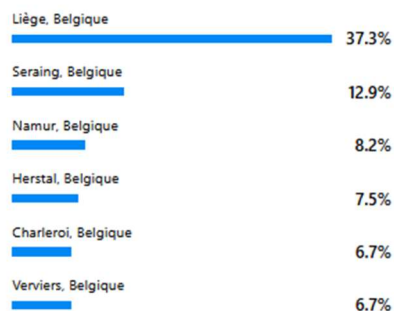 Liège, Belgique
37.3%
Seraing, Belgique
12.9%
Namur, Belgique
8.2%
Herstal, Belgique
7.5%
Charleroi, Belgique
6.7%
Verviers, Belgique
6.7%